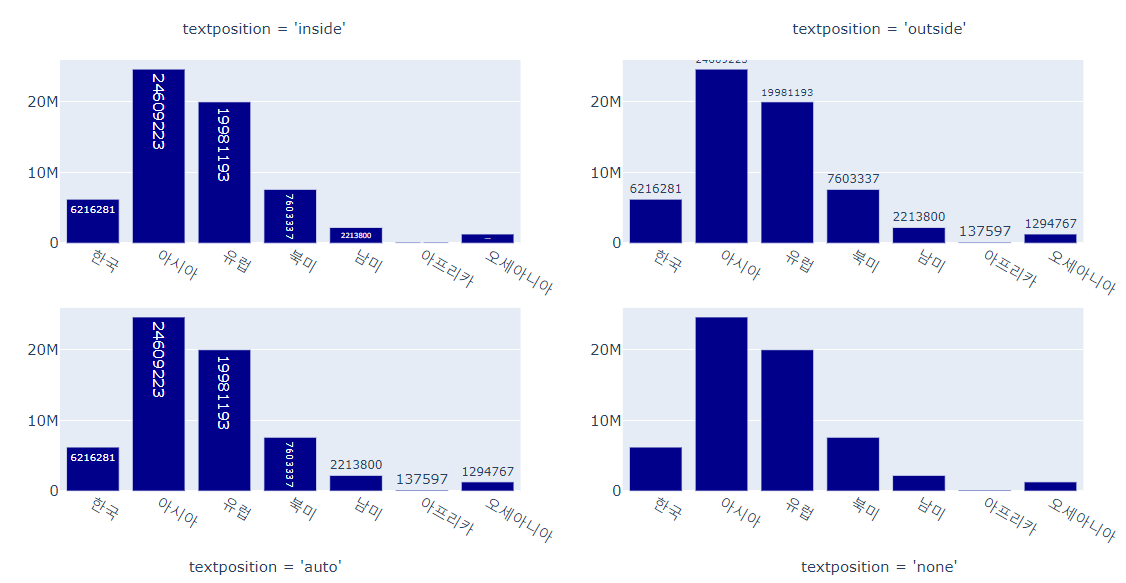 textposition = 'inside'
20M
10M
0
6216281
24609223
19981193
7603337
2213800
한국
아시아
유럽
북미
남미
아프리카
오세아니아
textposition = 'outside'
20M
10M
0
6216281
24609223
19981193
7603337
2213800
137597
1294767
한국
아시아
유럽
북미
남미
아프리카
오세아니아
20M
10M
0
6216281
24609223
19981193
7603337
2213800
137597
1294767
한국
아시아
유럽
북미
남미
아프리카
오세아니아
textposition = 'auto'
20M
10M
0
한국
아시아
유럽
북미
남미
아프리카
오세아니아
textposition = 'none'